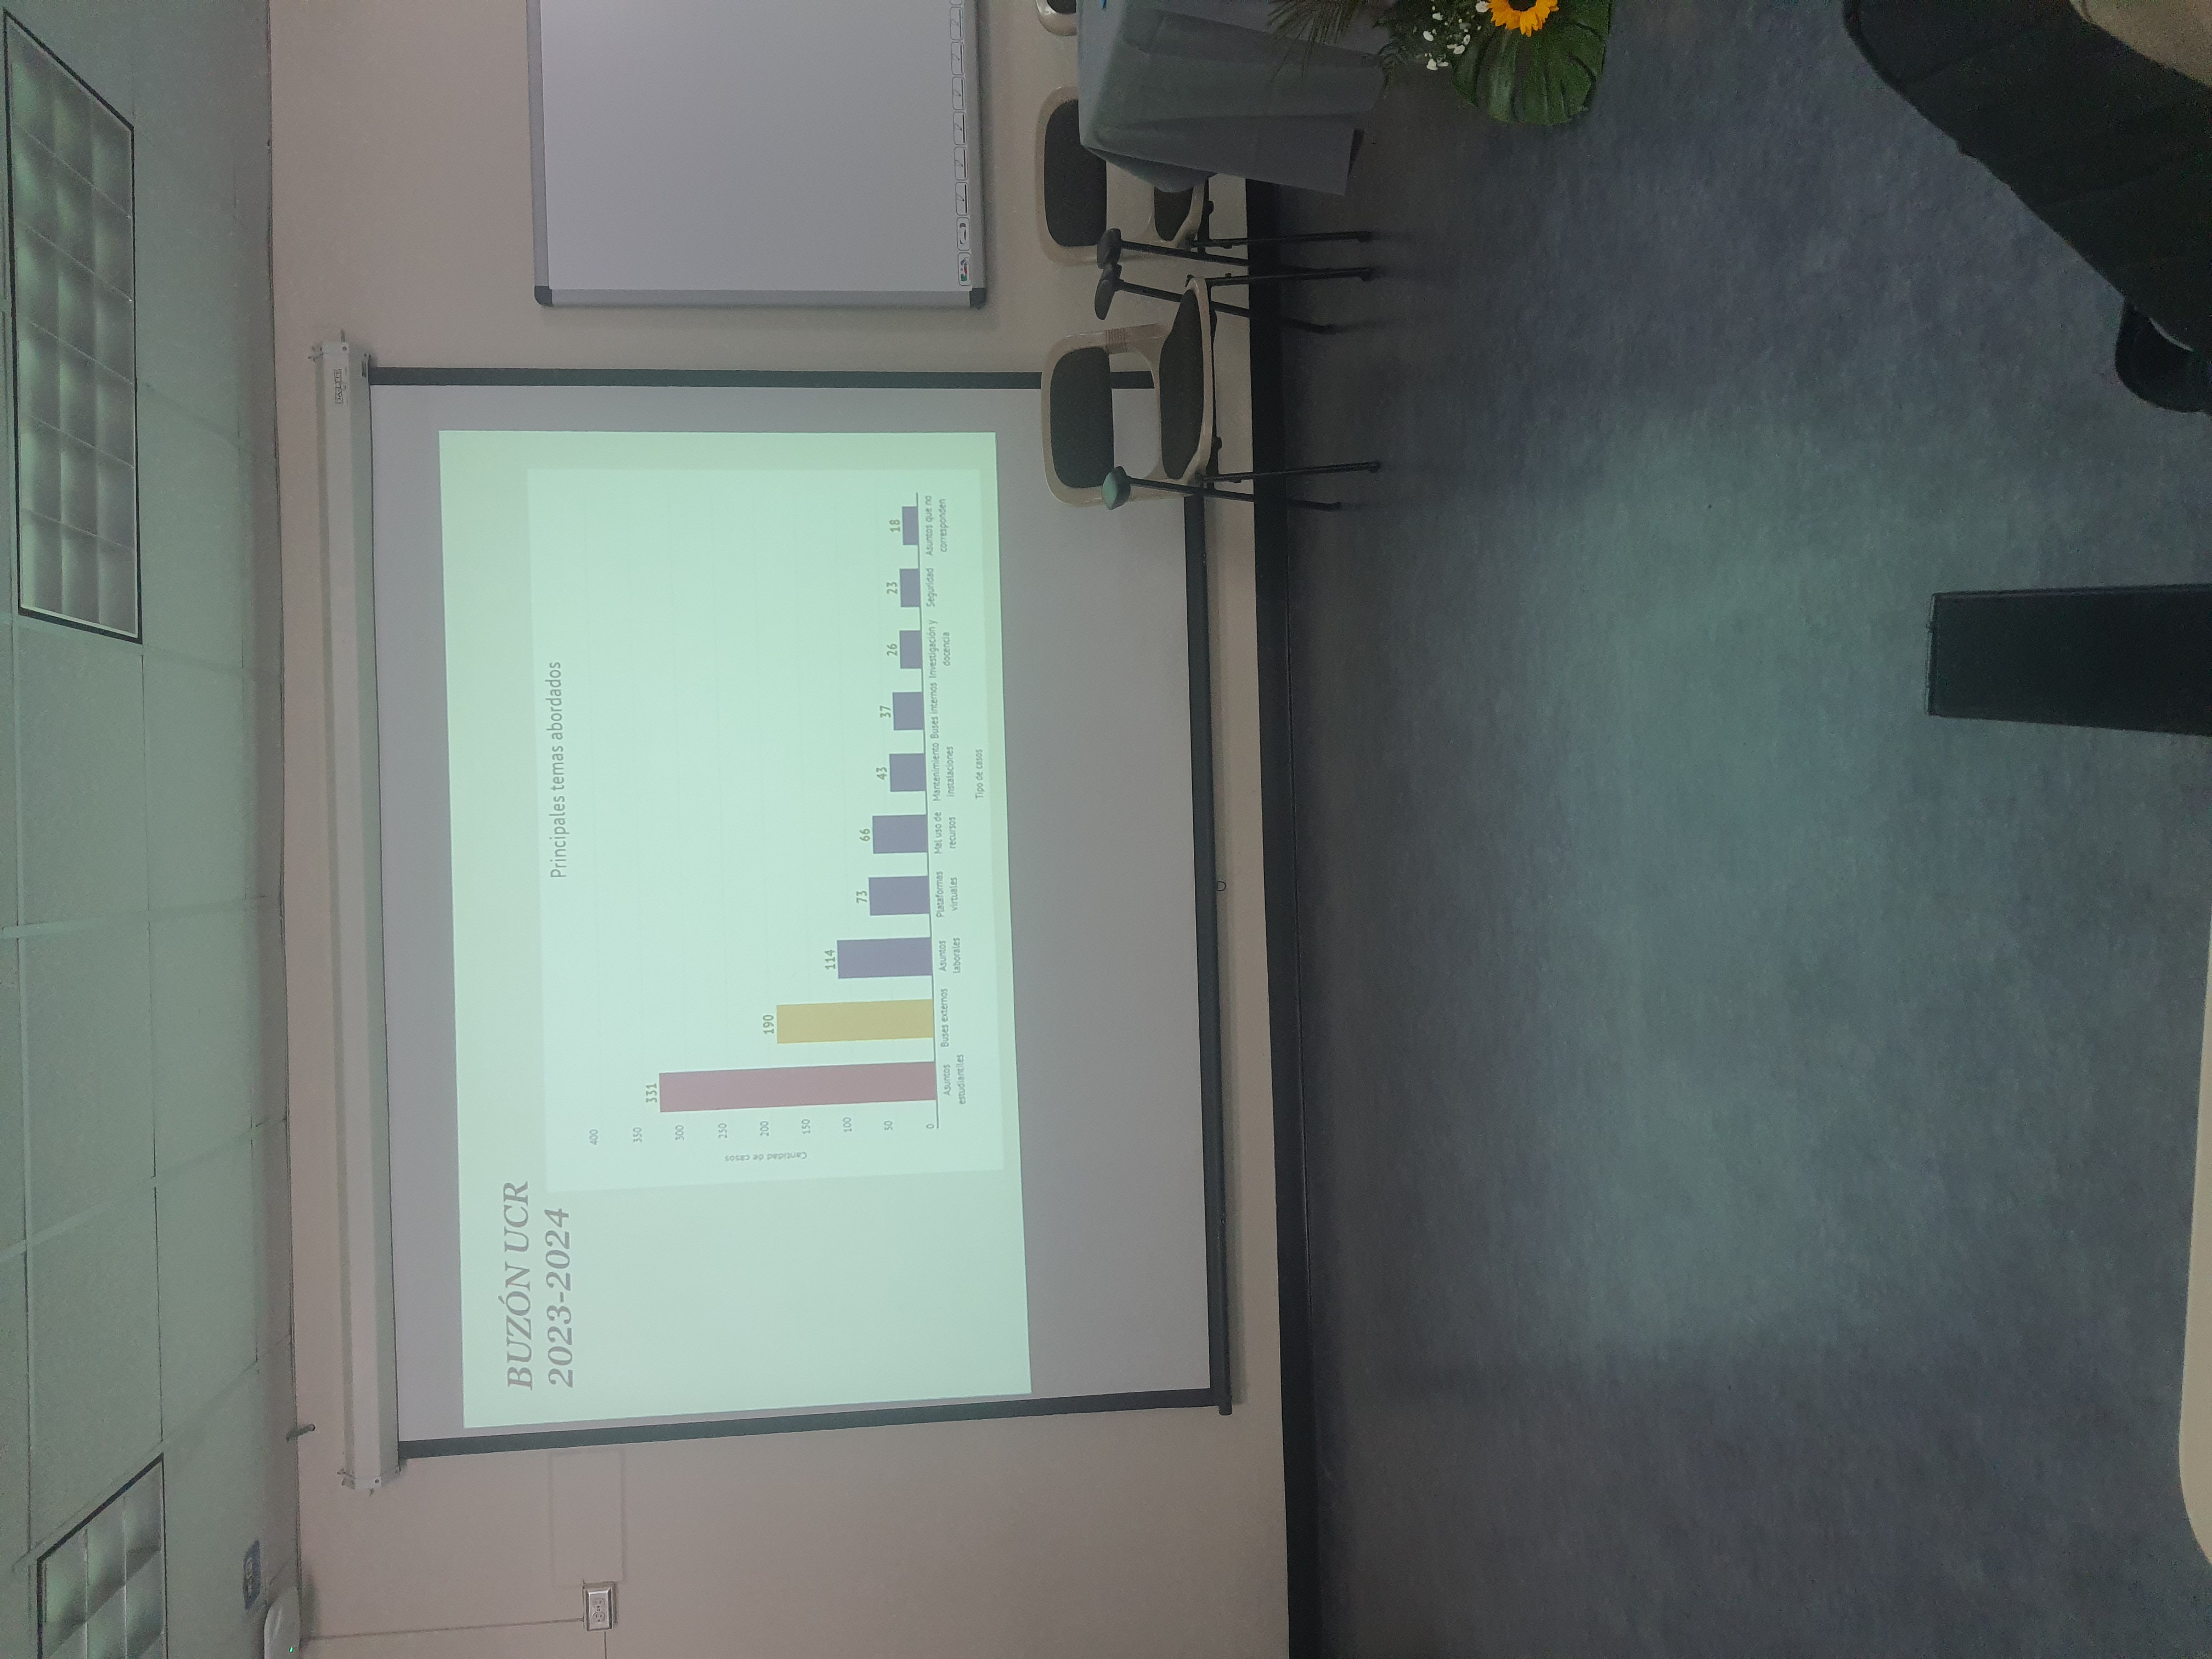 BUZÓN UCR
2023-2024
Principales temas abordados
Cantidad de casos
400
350
300
250
200
150
100
50
0
331
190
114
73
66
43
37
26
23
18
Asuntos
estudiantiles
Buses externos
Asuntos
laborales
Plataformas
virtuales
Mal uso de
recursos
Mantenimiento
instalaciones
Buses internos
Investigación y
docencia
Seguridad
Asuntos que no
corresponden
Tipo de casos